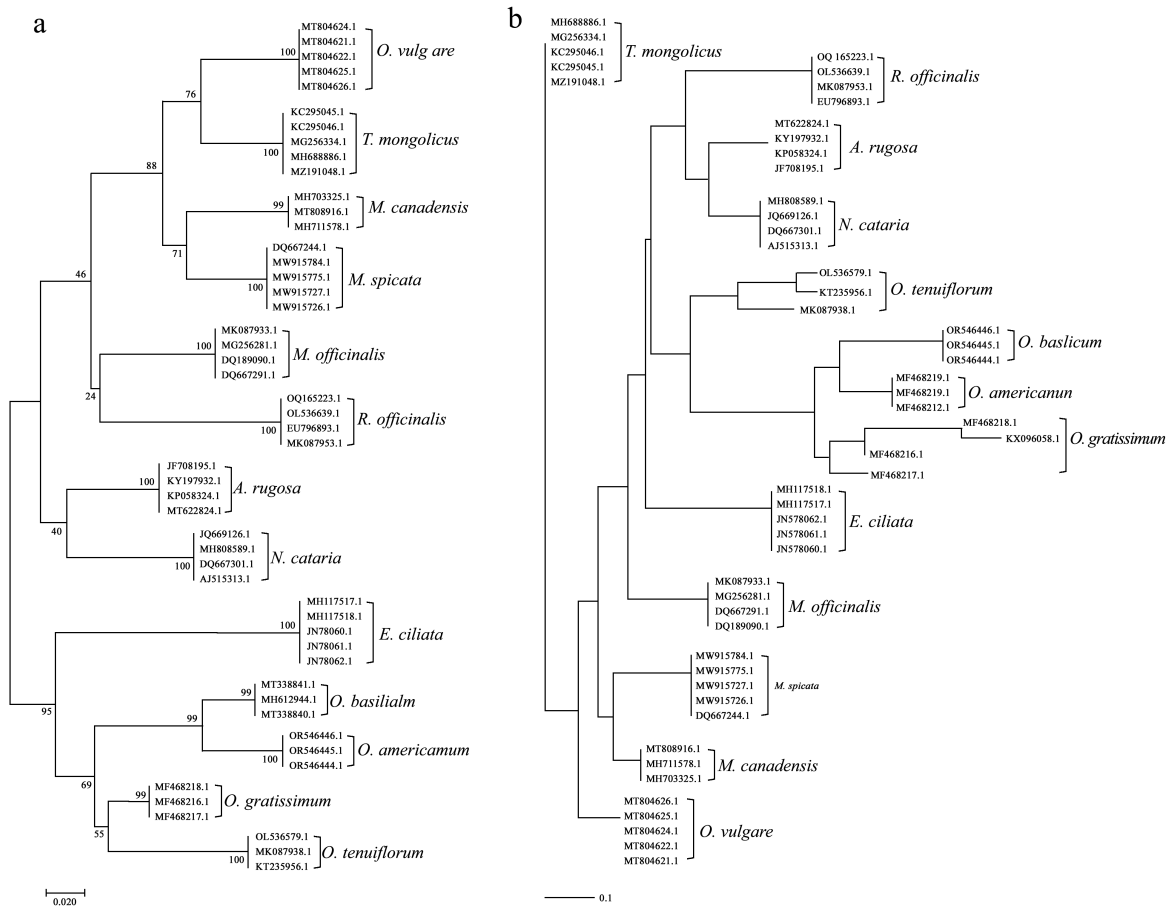 a
MT804624.1
MT804621.1
MT804622.1
MT804625.1
MT804626.1
100
O. vulg are
76
KC295045.1
KC295046.1
MG256334.1
MH688886.1
MZ191048.1
100
T. mongolicus
88
MH703325.1
MT808916.1
MH711578.1
99
M. canadensis
71
DQ667244.1
MW915784.1
MW915775.1
MW915727.1
MW915726.1
100
M. spicata
46
MK087933.1
MG256281.1
DQ189090.1
DQ667291.1
100
M. officinalis
24
OQ165223.1
OL536639.1
EU796893.1
MK087953.1
100
R. officinalis
JF708195.1
KY197932.1
KP058324.1
MT622824.1
100
A. rugosa
40
JQ669126.1
MH808589.1
DQ667301.1
AJ515313.1
100
N. cataria
MH117517.1
MH117518.1
JN78060.1
JN78061.1
JN78062.1
100
E. ciliata
95
MT338841.1
MH612944.1
MT338840.1
99
O. basilialm
99
OR546446.1
OR546445.1
OR546444.1
100
O. americamum
69
MF468218.1
MF468216.1
MF468217.1
99
O. gratissimum
55
OL536579.1
MK087938.1
KT235956.1
100
O. tenuiflorum
0.020
b
MH688886.1
MG256334.1
KC295046.1
KC295045.1
MZ191048.1
T. mongolicus
OQ 165223.1
OL536639.1
MK087953.1
EU796893.1
R. officinalis
MT622824.1
KY197932.1
KP058324.1
JF708195.1
A. rugosa
MH808589.1
JQ669126.1
DQ667301.1
AJ515313.1
N. cataria
OL536579.1
KT235956.1
MK087938.1
O. tenuiflorum
OR546446.1
OR546445.1
OR546444.1
O. baslicum
MF468219.1
MF468219.1
MF468212.1
O. americanun
MF468218.1
KX096058.1
MF468216.1
MF468217.1
O. gratissimum
MH117518.1
MH117517.1
JN578062.1
JN578061.1
JN578060.1
E. ciliata
MK087933.1
MG256281.1
DQ667291.1
DQ189090.1
M. officinalis
MW915784.1
MW915775.1
MW915727.1
MW915726.1
DQ667244.1
M. spicata
MT808916.1
MH711578.1
MH703325.1
M. canadensis
MT804626.1
MT804625.1
MT804624.1
MT804622.1
MT804621.1
O. vulgare
0.1